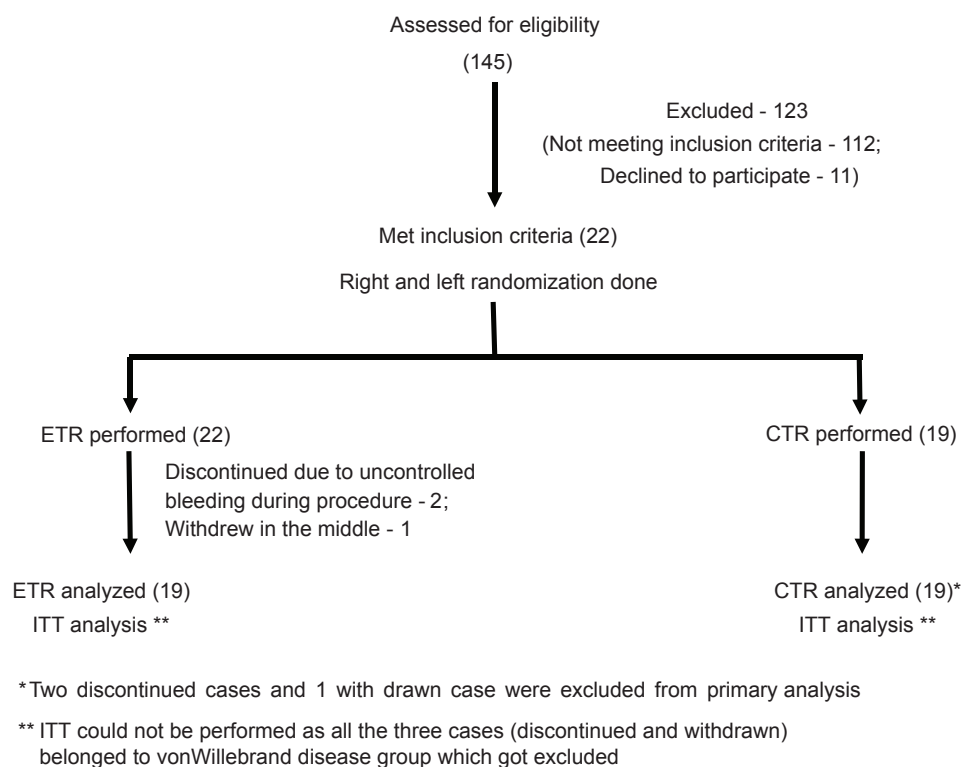 Assessed for eligibility
(145)
Excluded - 123
(Not meeting inclusion criteria - 112;
Declined to participate - 11)
Met inclusion criteria (22)
Right and left randomization done
ETR performed (22)
CTR performed (19)
Discontinued due to uncontrolled
bleeding during procedure - 2;
Withdrew in the middle - 1
ETR analyzed (19)
ITT analysis **
CTR analyzed (19)*
ITT analysis **
*Two discontinued cases and 1 with drawn case were excluded from primary analysis
** ITT could not be performed as all the three cases (discontinued and withdrawn)
belonged to vonWillebrand disease group which got excluded